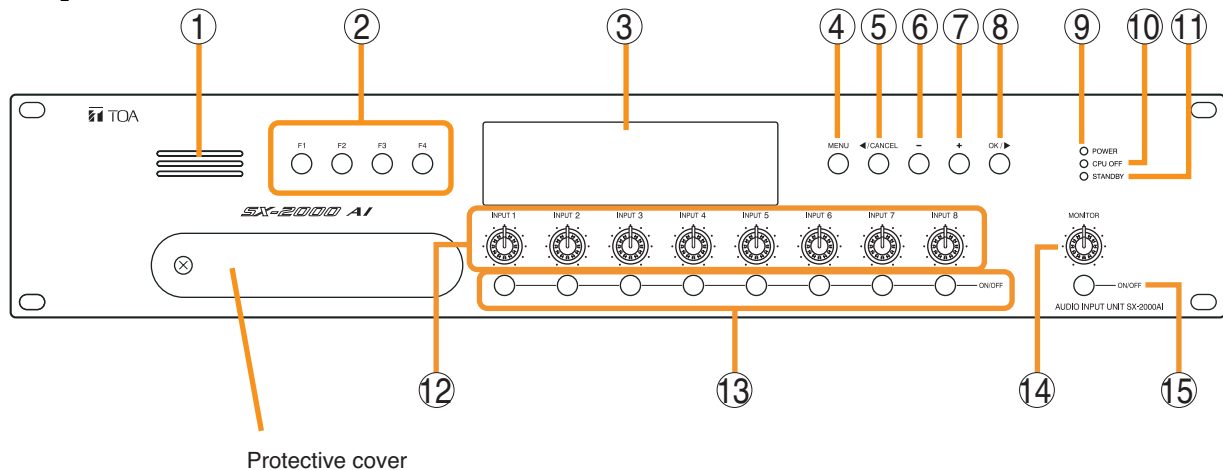 1 2 3 4 5 6 7 8 9 10 11
TOA
F1 F2 F3 F4
MENU ◀/CANCEL − + OK/▶
POWER
CPU OFF
STANDBY
SX-2000 AI
INPUT 1 INPUT 2 INPUT 3 INPUT 4 INPUT 5 INPUT 6 INPUT 7 INPUT 8
MONITOR
ON/OFF
ON/OFF
AUDIO INPUT UNIT SX-2000AI
12 13 14 15
Protective cover